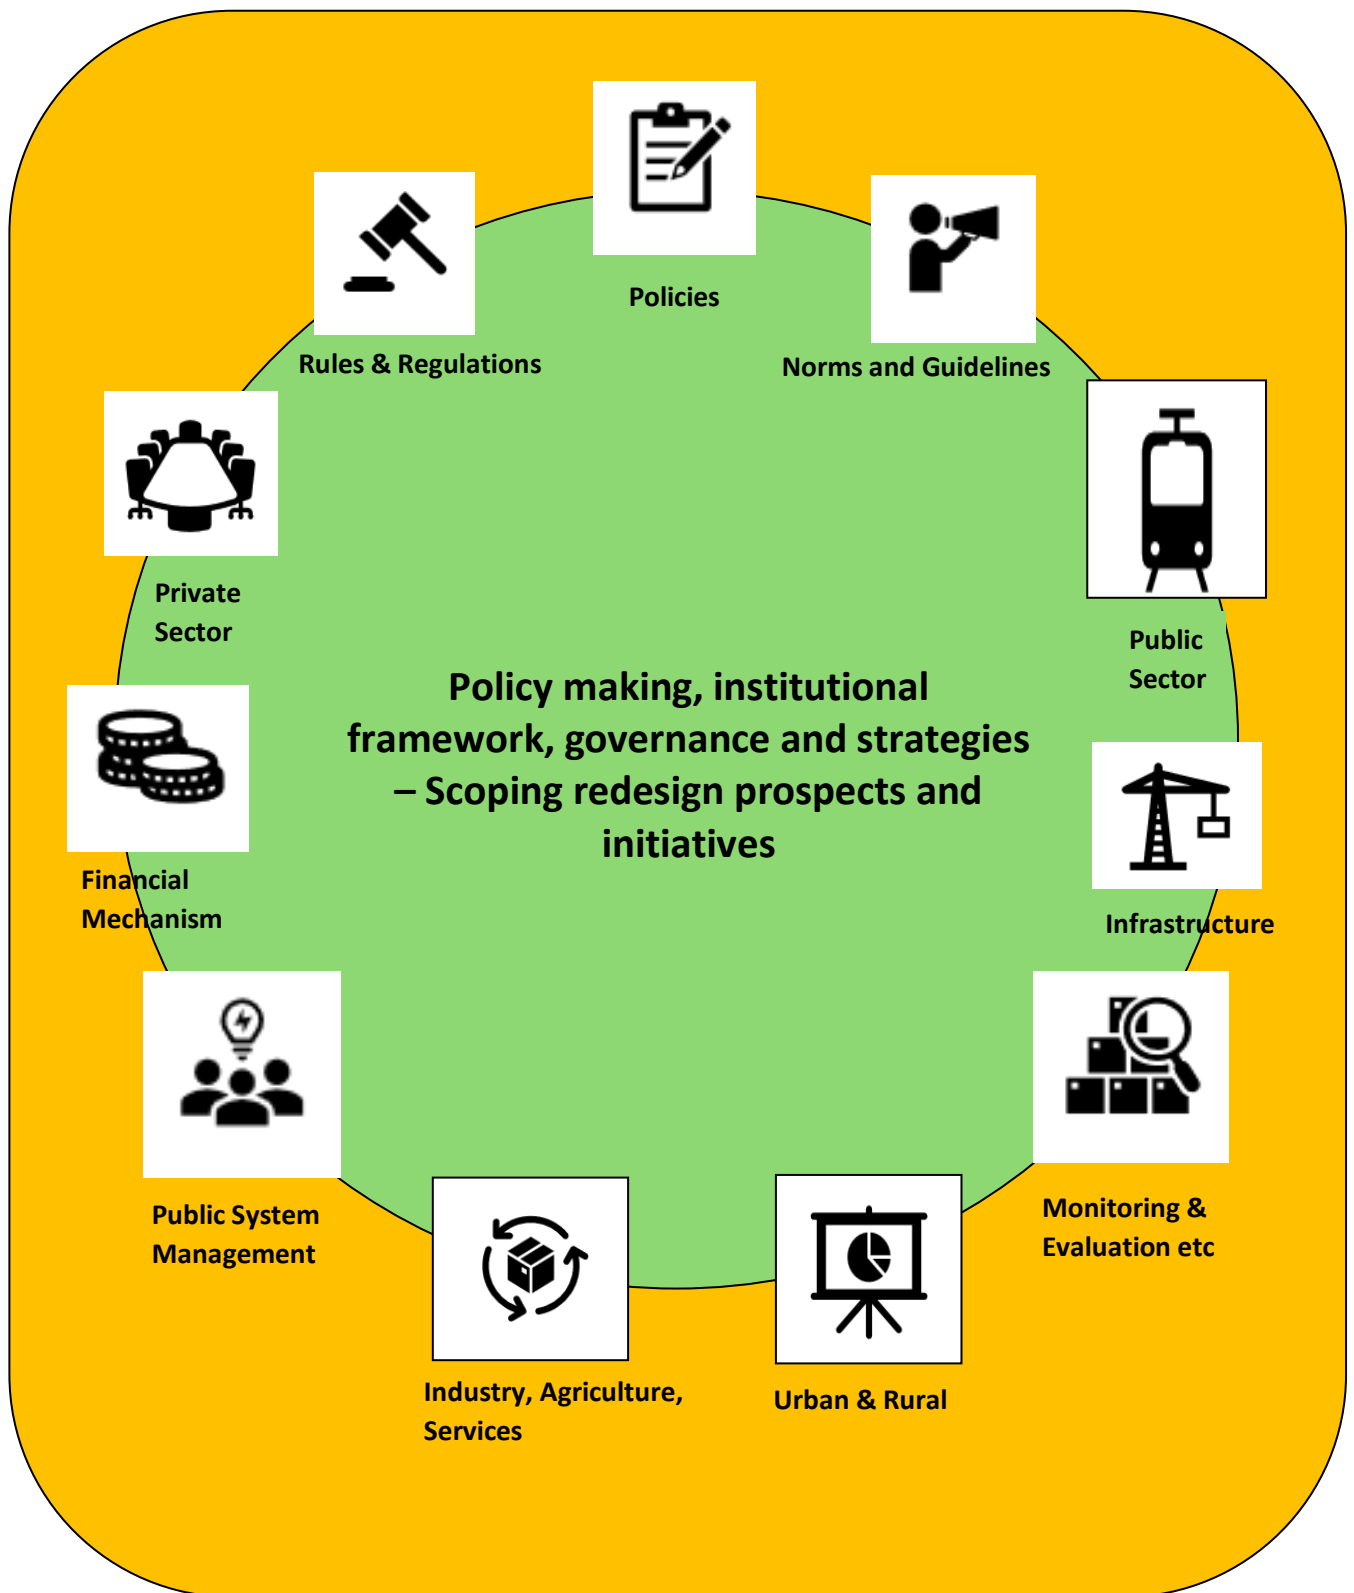 Policies
Rules & Regulations
Norms and Guidelines
Private
Sector
Public
Sector
Policy making, institutional
framework, governance and strategies
– Scoping redesign prospects and
initiatives
Financial
Mechanism
Infrastructure
Public System
Management
Monitoring &
Evaluation etc
Industry, Agriculture,
Services
Urban & Rural